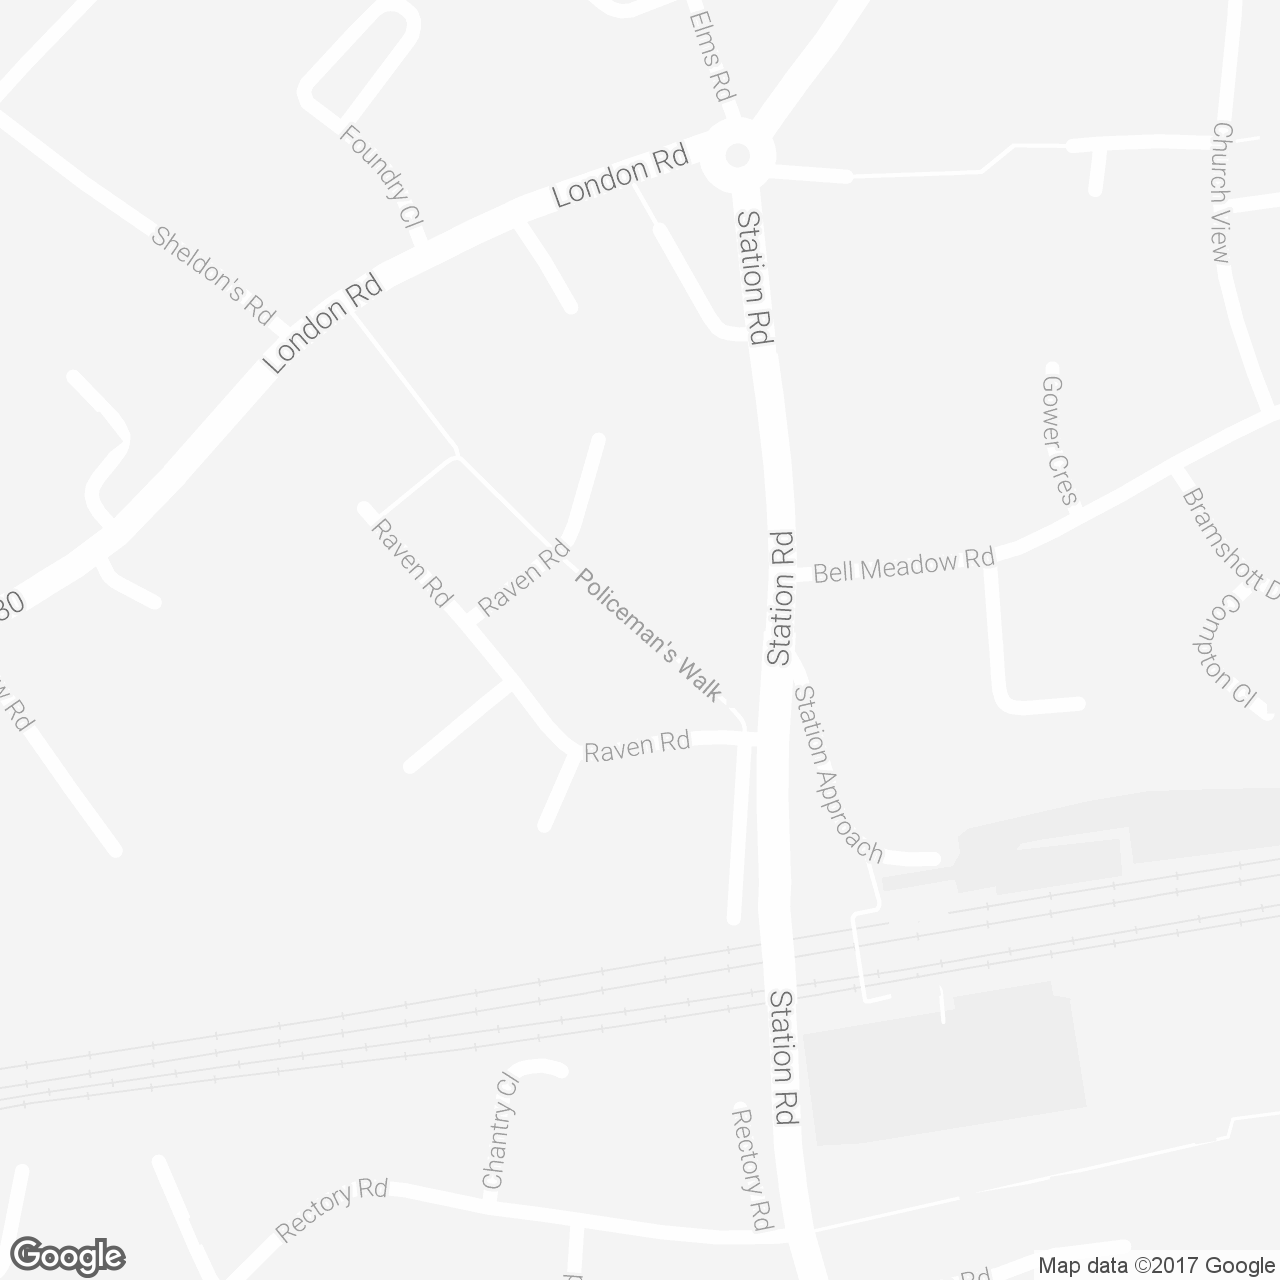 Elms Rd
Foundry Cl
London Rd
Church View
Station Rd
Sheldon's Rd
London Rd
Gower Cres
Bramshott D
Raven Rd
Raven Rd
Station Rd
Bell Meadow Rd
Policeman's Walk
Compton Cl
30
w Rd
Raven Rd
Station Approach
Station Rd
Chantry Cl
Rectory Rd
Rectory Rd
Google
Rd
Map data ©2017 Google